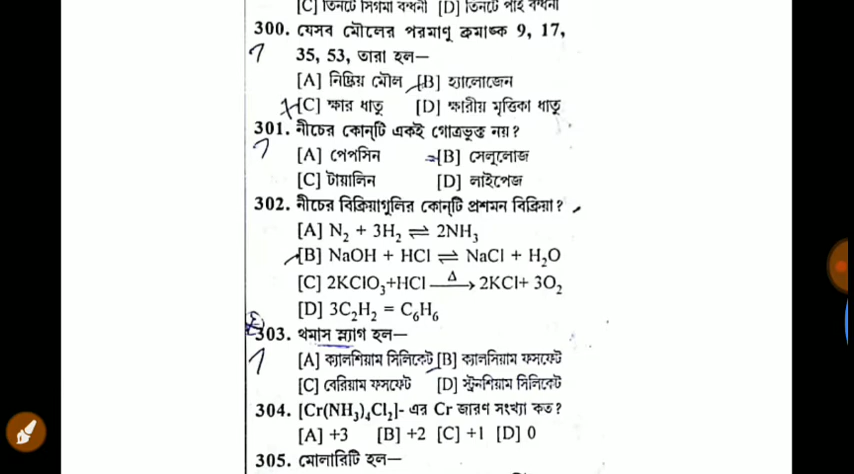 [C] তিনটে সিগমা বন্ধনী [D] তিনটে পাই বন্ধনী
300. যেসব মৌলের পরমাণু ক্রমাঙ্ক 9, 17,
35, 53, তারা হল—
[A] নিষ্ক্রিয় মৌল [B] হ্যালোজেন
[C] ক্ষার ধাতু [D] ক্ষারীয় মৃত্তিকা ধাতু
301. নীচের কোন্‌টি একই গোত্রভুক্ত নয়?
[A] পেপসিন [B] সেলুলোজ
[C] টায়ালিন [D] লাইপেজ
302. নীচের বিক্রিয়াগুলির কোন্‌টি প্রশমন বিক্রিয়া?
[A] N₂ + 3H₂ ⇌ 2NH₃
[B] NaOH + HCl ⇌ NaCl + H₂O
[C] 2KClO₃+HCl —Δ→ 2KCl+ 3O₂
[D] 3C₂H₂ = C₆H₆
303. থমাস স্ল্যাগ হল—
[A] ক্যালশিয়াম সিলিকেট [B] ক্যালসিয়াম ফসফেট
[C] বেরিয়াম ফসফেট [D] স্ট্রনশিয়াম সিলিকেট
304. [Cr(NH₃)₄Cl₂]- এর Cr জারণ সংখ্যা কত?
[A] +3 [B] +2 [C] +1 [D] 0
305. মোলারিটি হল—